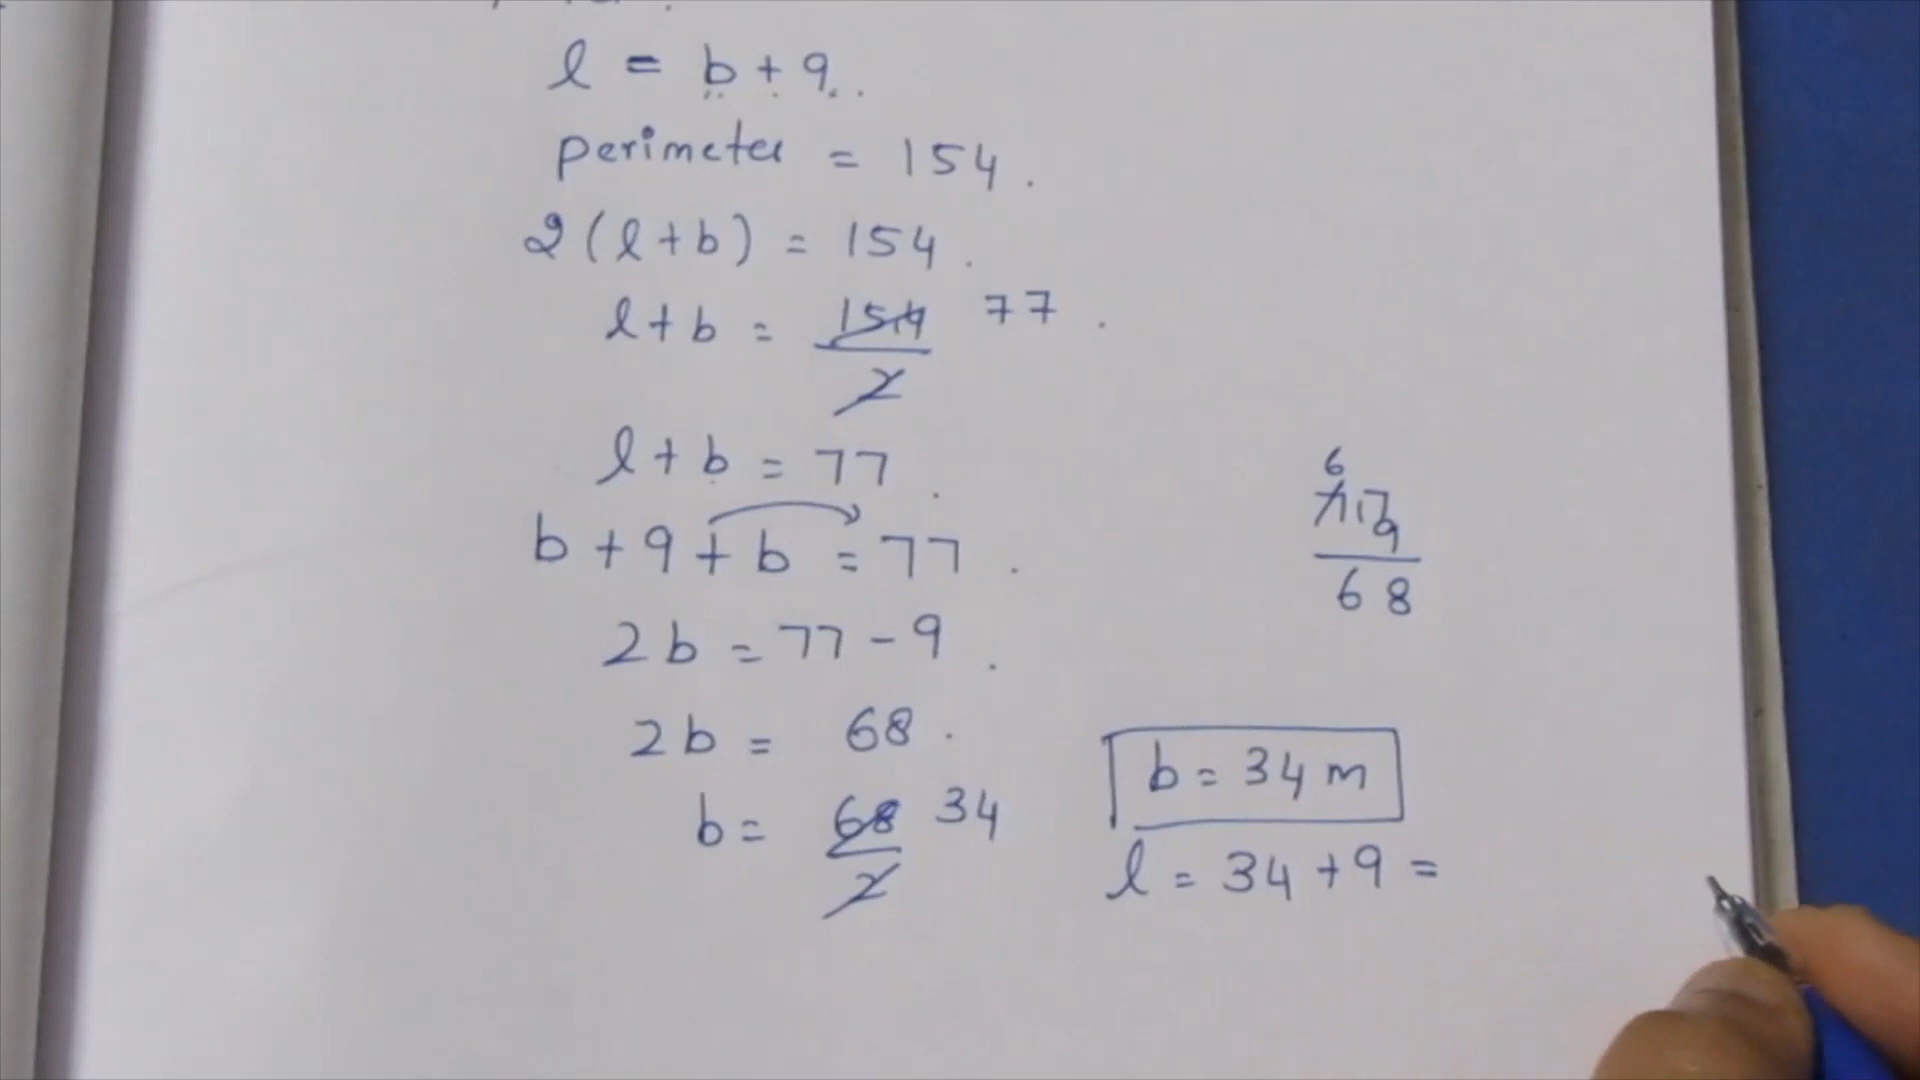 l = b + 9.
perimeter = 154.
2 (l + b) = 154.
l + b = 154/2 77.
l + b = 77.
b + 9 + b = 77.
2b = 77 - 9.
2b = 68.
b = 68/2 34
6
7 17
9
68
b = 34 m
l = 34 + 9 =